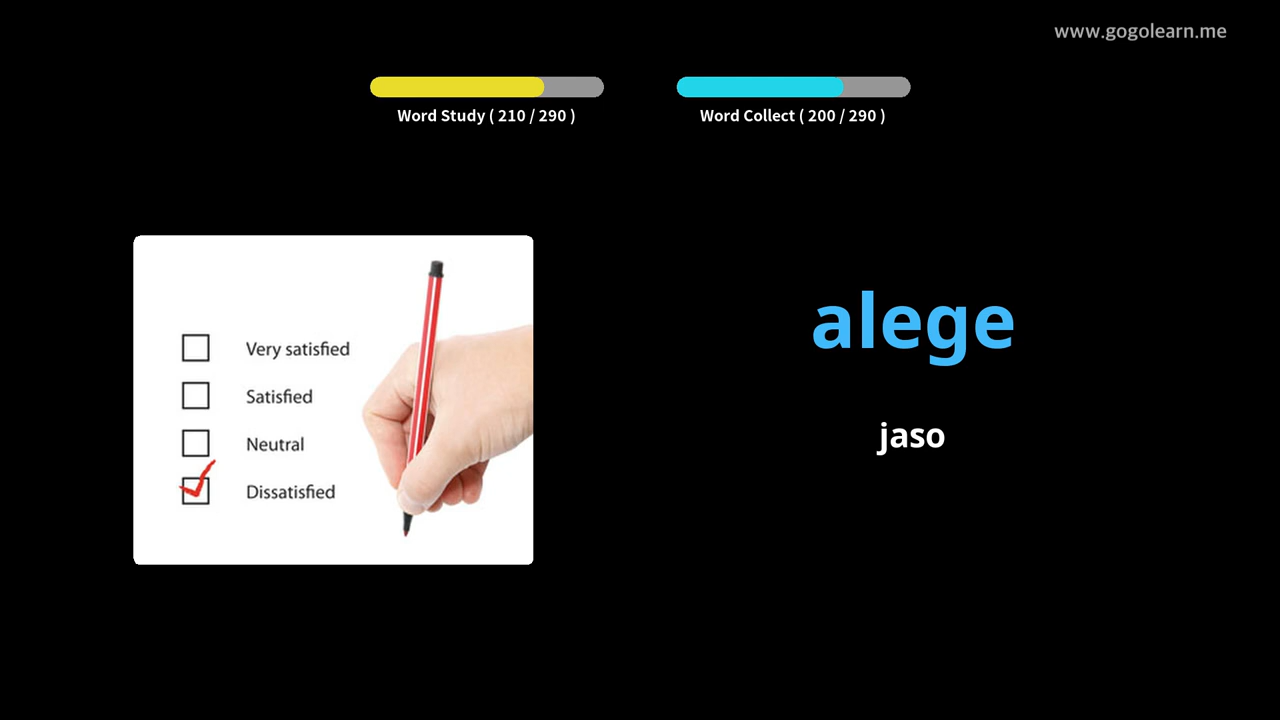 www.gogolearn.me
Word Study ( 210 / 290 )
Word Collect ( 200 / 290 )
Very satisfied
Satisfied
Neutral
Dissatisfied
alege
jaso